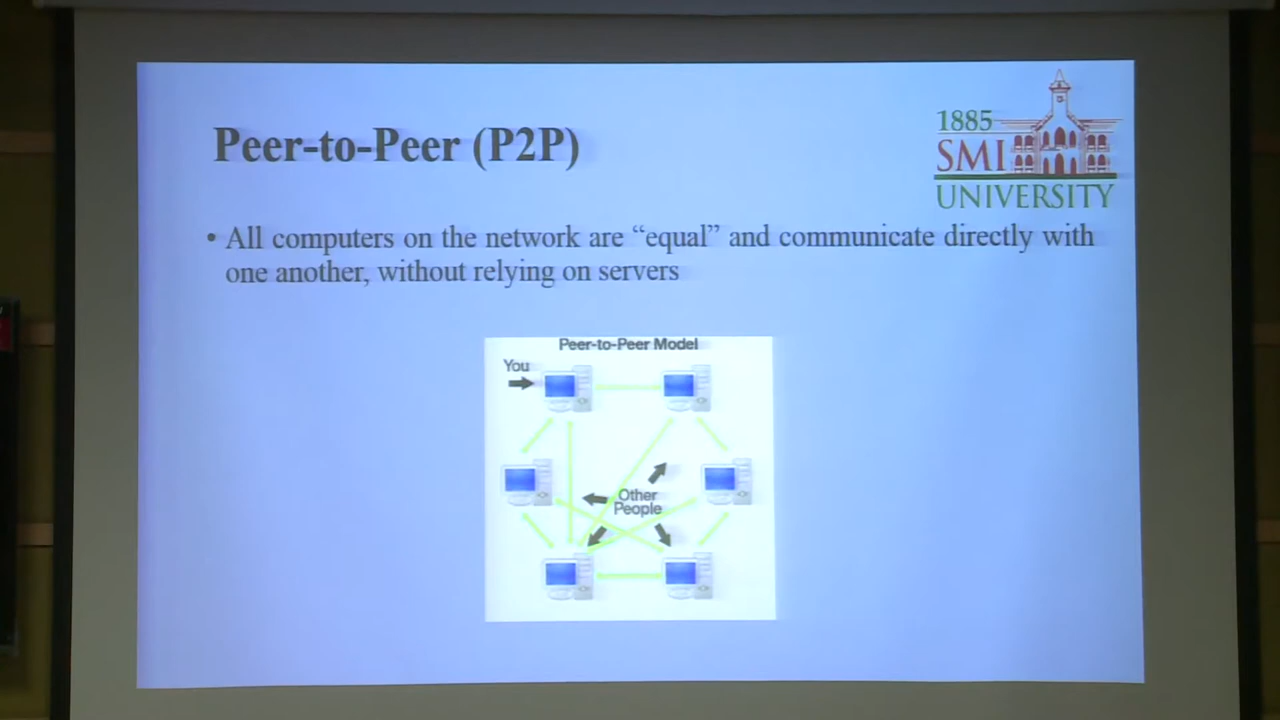 Peer-to-Peer (P2P)
1885
SMI
UNIVERSITY
• All computers on the network are “equal” and communicate directly with
one another, without relying on servers
Peer-to-Peer Model
You
Other
People